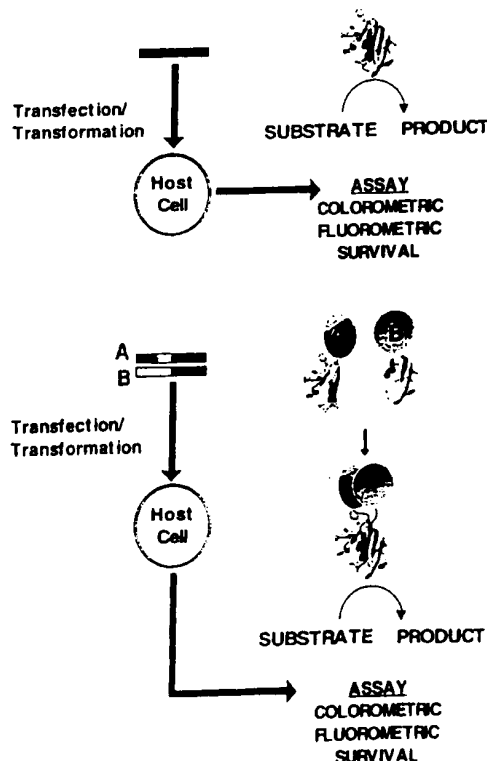 Transfection/
Transformation
Host
Cell
SUBSTRATE PRODUCT
ASSAY
COLOROMETRIC
FLUOROMETRIC
SURVIVAL
A
B
Transfection/
Transformation
Host
Cell
B
SUBSTRATE PRODUCT
ASSAY
COLOROMETRIC
FLUOROMETRIC
SURVIVAL